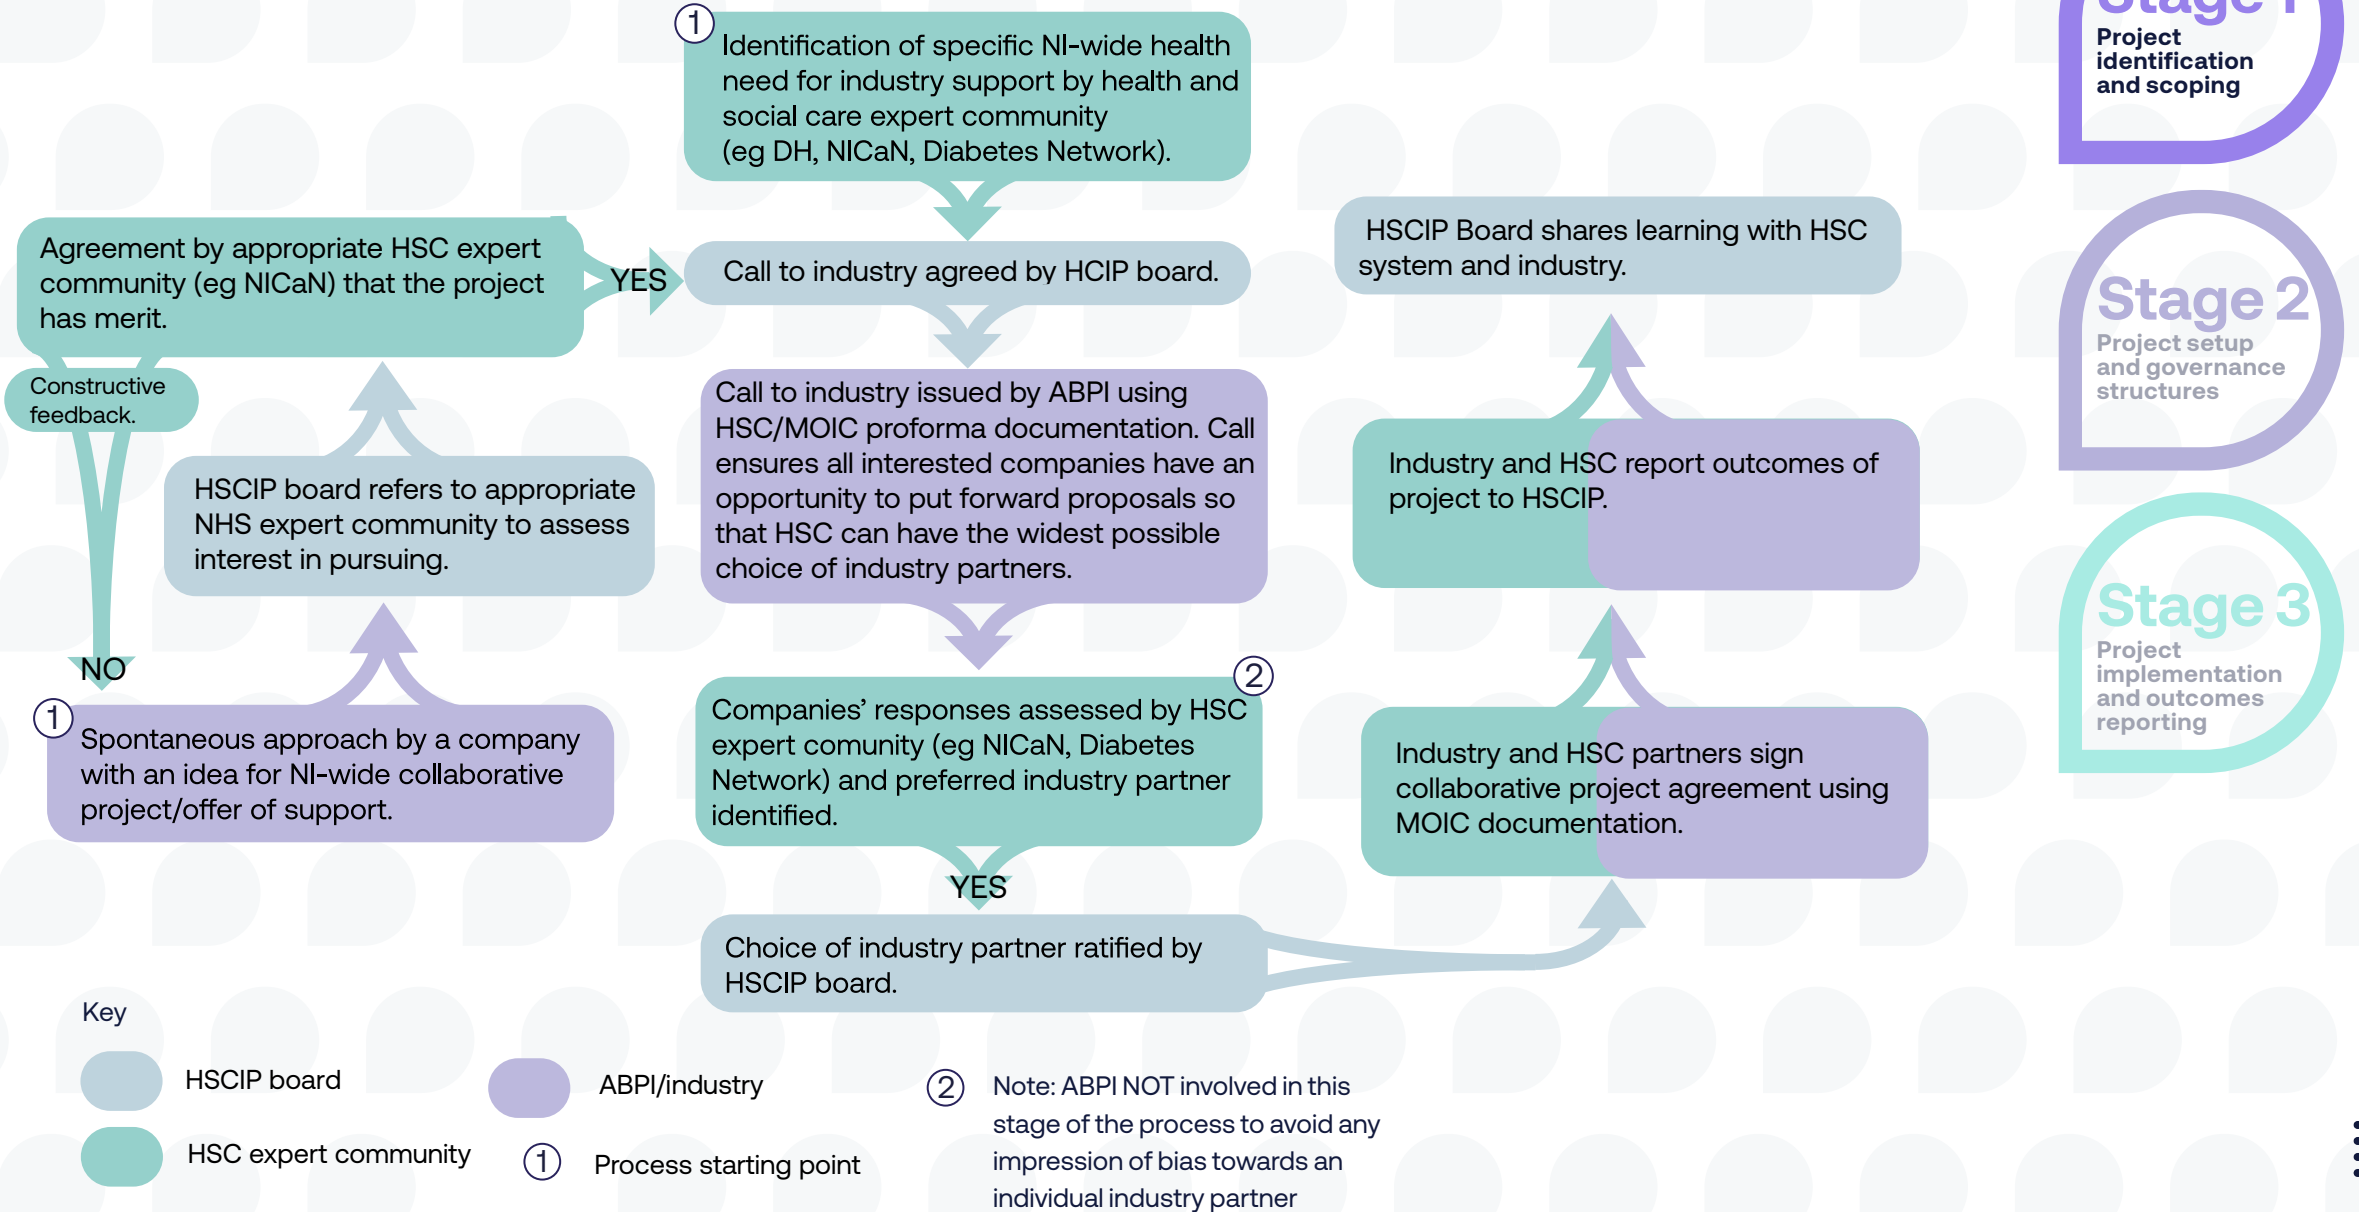 1
Identification of specific NI-wide health
need for industry support by health and
social care expert community
(eg DH, NICaN, Diabetes Network).
Agreement by appropriate HSC expert
community (eg NICaN) that the project
has merit.
YES
Call to industry agreed by HCIP board.
Constructive
feedback.
HSCIP board refers to appropriate
NHS expert community to assess
interest in pursuing.
NO
1
Spontaneous approach by a company
with an idea for NI-wide collaborative
project/offer of support.
Call to industry issued by ABPI using
HSC/MOIC proforma documentation. Call
ensures all interested companies have an
opportunity to put forward proposals so
that HSC can have the widest possible
choice of industry partners.
2
Companies’ responses assessed by HSC
expert comunity (eg NICaN, Diabetes
Network) and preferred industry partner
identified.
YES
Choice of industry partner ratified by
HSCIP board.
HSCIP Board shares learning with HSC
system and industry.
Industry and HSC report outcomes of
project to HSCIP.
Industry and HSC partners sign
collaborative project agreement using
MOIC documentation.
Stage 1
Project
identification
and scoping
Stage 2
Project setup
and governance
structures
Stage 3
Project
implementation
and outcomes
reporting
Key
HSCIP board
HSC expert community
ABPI/industry
1 Process starting point
2 Note: ABPI NOT involved in this
stage of the process to avoid any
impression of bias towards an
individual industry partner